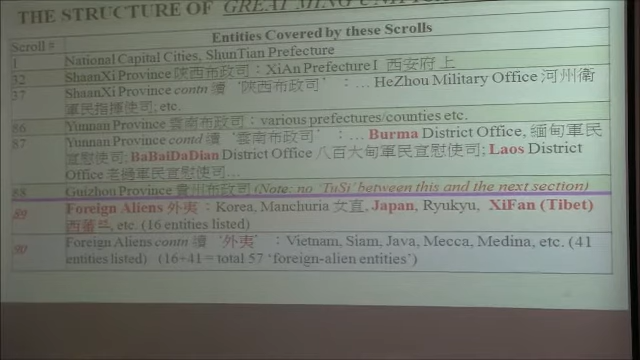 THE STRUCTURE OF GREAT MING
Entities Covered by these Scrolls
Scroll #
1 National Capital Cities, ShunTian Prefecture
32 ShaanXi Province 陝西布政司：XiAn Prefecture I 西安府 上
37 ShaanXi Province contn 續 '陝西布政司'：… HeZhou Military Office 河州衛
軍民指揮使司; etc.
86 Yunnan Province 雲南布政司：various prefectures/counties etc.
87 Yunnan Province contd 續 '雲南布政司'：… Burma District Office, 緬甸軍民
宣慰使司; BaBaiDaDian District Office 八百大甸軍民宣慰使司; Laos District
Office 老撾軍民宣慰使司…
88 Guizhou Province 貴州布政司 (Note: no 'TuSi' between this and the next section)
89 Foreign Aliens 外夷：Korea, Manchuria 女直, Japan, Ryukyu, XiFan (Tibet)
西蕃, etc. (16 entities listed)
90 Foreign Aliens contn 續 '外夷'：Vietnam, Siam, Java, Mecca, Medina, etc. (41
entities listed) (16+41= total 57 'foreign-alien entities')